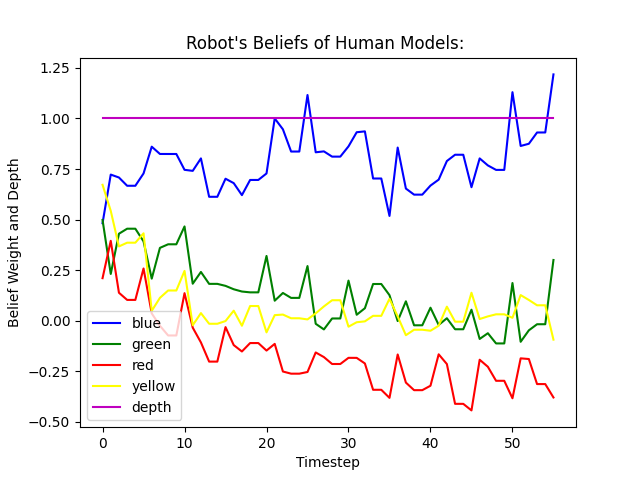 Robot's Beliefs of Human Models:
Belief Weight and Depth
1.25
1.00
0.75
0.50
0.25
0.00
−0.25
−0.50
blue
green
red
yellow
depth
0 10 20 30 40 50
Timestep